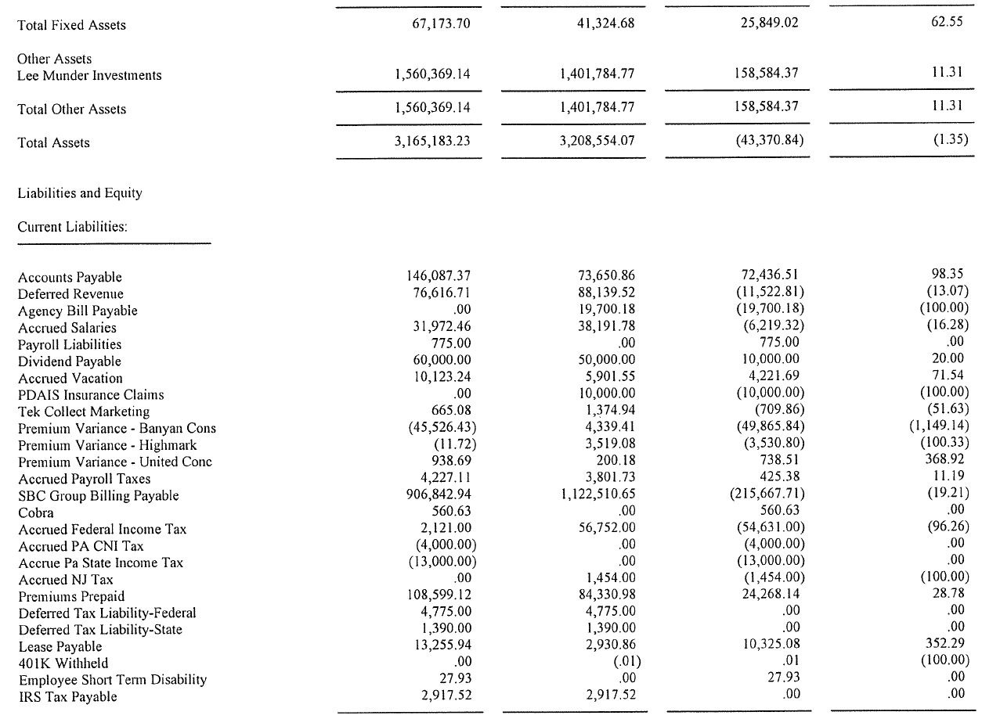 Total Fixed Assets 67,173.70 41,324.68 25,849.02 62.55
Other Assets
Lee Munder Investments 1,560,369.14 1,401,784.77 158,584.37 11.31
Total Other Assets 1,560,369.14 1,401,784.77 158,584.37 11.31
Total Assets 3,165,183.23 3,208,554.07 (43,370.84) (1.35)
Liabilities and Equity
Current Liabilities:
Accounts Payable 146,087.37 73,650.86 72,436.51 98.35
Deferred Revenue 76,616.71 88,139.52 (11,522.81) (13.07)
Agency Bill Payable .00 19,700.18 (19,700.18) (100.00)
Accrued Salaries 31,972.46 38,191.78 (6,219.32) (16.28)
Payroll Liabilities 775.00 .00 775.00 .00
Dividend Payable 60,000.00 50,000.00 10,000.00 20.00
Accrued Vacation 10,123.24 5,901.55 4,221.69 71.54
PDAIS Insurance Claims .00 10,000.00 (10,000.00) (100.00)
Tek Collect Marketing 665.08 1,374.94 (709.86) (51.63)
Premium Variance - Banyan Cons (45,526.43) 4,339.41 (49,865.84) (1,149.14)
Premium Variance - Highmark (11.72) 3,519.08 (3,530.80) (100.33)
Premium Variance - United Conc 938.69 200.18 738.51 368.92
Accrued Payroll Taxes 4,227.11 3,801.73 425.38 11.19
SBC Group Billing Payable 906,842.94 1,122,510.65 (215,667.71) (19.21)
Cobra 560.63 .00 560.63 .00
Accrued Federal Income Tax 2,121.00 56,752.00 (54,631.00) (96.26)
Accrued PA CNI Tax (4,000.00) .00 (4,000.00) .00
Accrue Pa State Income Tax (13,000.00) .00 (13,000.00) .00
Accrued NJ Tax .00 1,454.00 (1,454.00) (100.00)
Premiums Prepaid 108,599.12 84,330.98 24,268.14 28.78
Deferred Tax Liability-Federal 4,775.00 4,775.00 .00 .00
Deferred Tax Liability-State 1,390.00 1,390.00 .00 .00
Lease Payable 13,255.94 2,930.86 10,325.08 352.29
401K Withheld .00 (.01) .01 (100.00)
Employee Short Term Disability 27.93 .00 27.93 .00
IRS Tax Payable 2,917.52 2,917.52 .00 .00